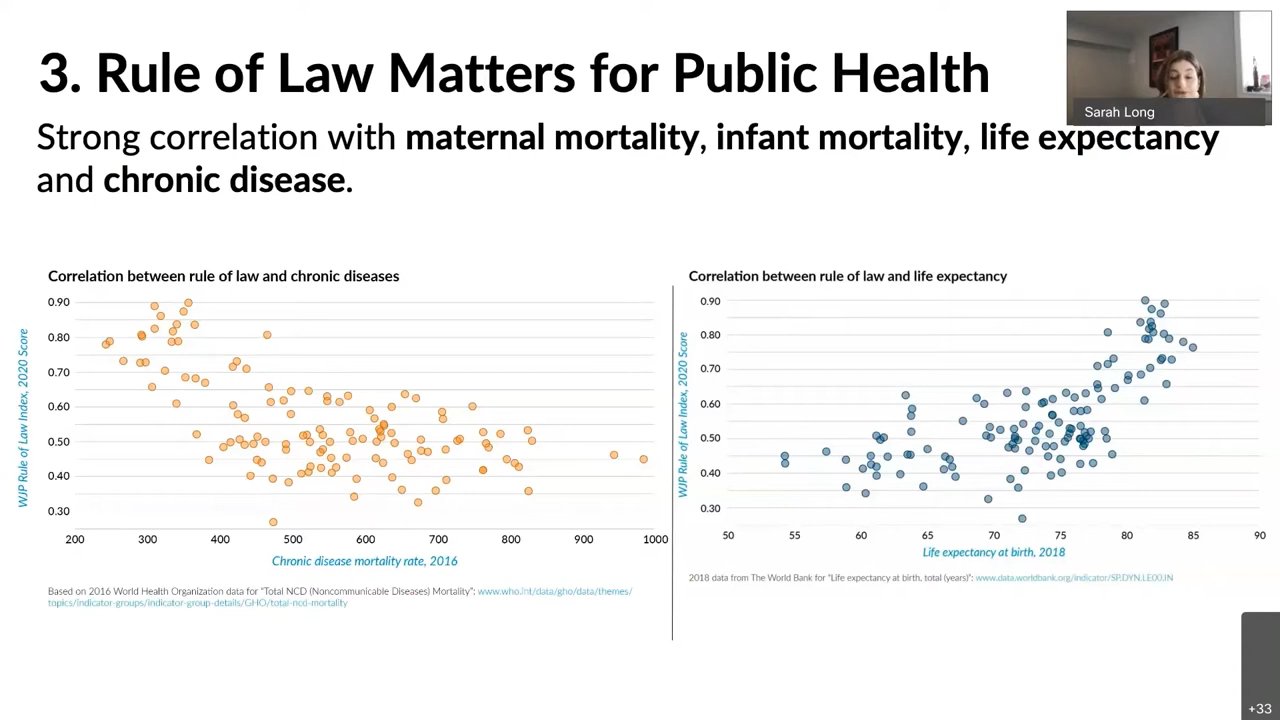 3. Rule of Law Matters for Public Health
Sarah Long
Strong correlation with maternal mortality, infant mortality, life expectancy
and chronic disease.
Correlation between rule of law and chronic diseases
WJP Rule of Law Index, 2020 Score
0.90
0.80
0.70
0.60
0.50
0.40
0.30
200 300 400 500 600 700 800 900 1000
Chronic disease mortality rate, 2016
Based on 2016 World Health Organization data for "Total NCD (Noncommunicable Diseases) Mortality": www.who.int/data/gho/data/themes/
topics/indicator-groups/indicator-group-details/GHO/total-ncd-mortality
Correlation between rule of law and life expectancy
WJP Rule of Law Index, 2020 Score
0.90
0.80
0.70
0.60
0.50
0.40
0.30
50 55 60 65 70 75 80 85 90
Life expectancy at birth, 2018
2018 data from The World Bank for "Life expectancy at birth, total (years)": www.data.worldbank.org/indicator/SP.DYN.LE00.IN
+33